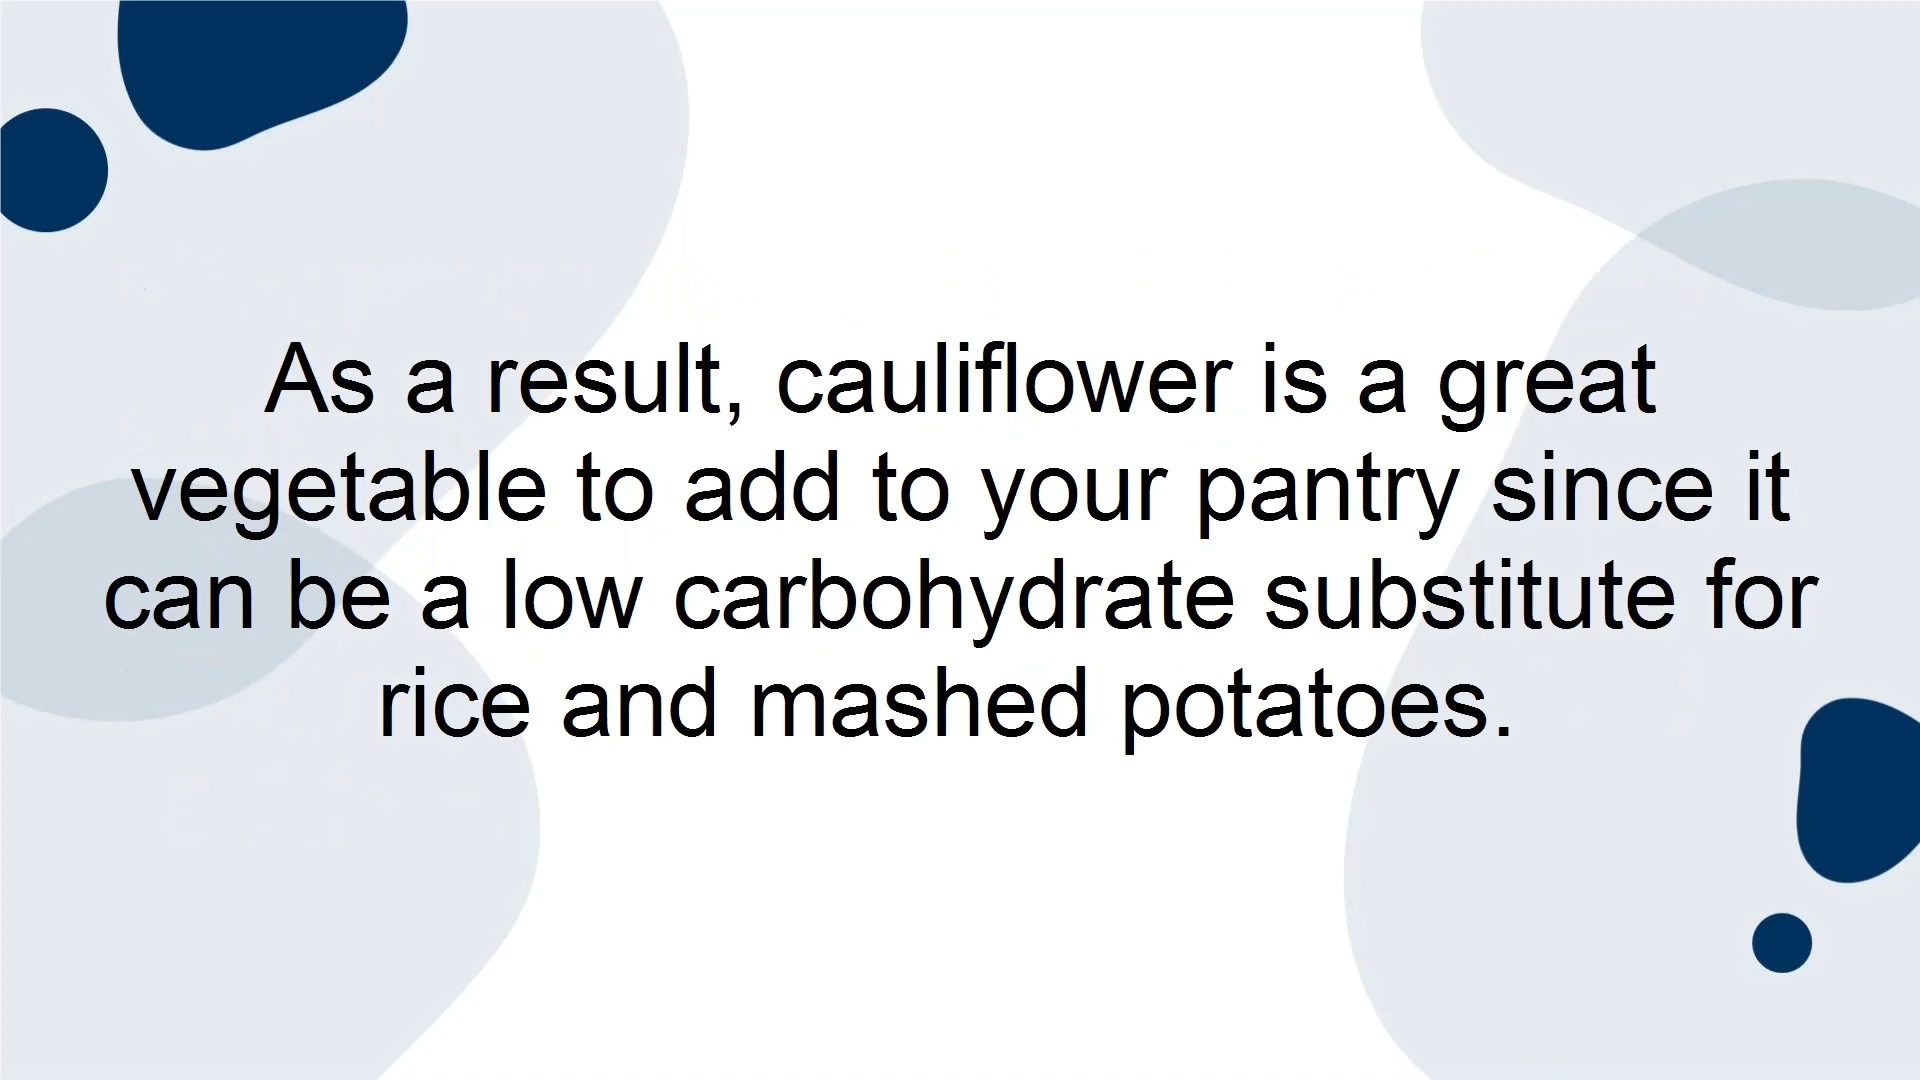 As a result, cauliflower is a great
vegetable to add to your pantry since it
can be a low carbohydrate substitute for
rice and mashed potatoes.